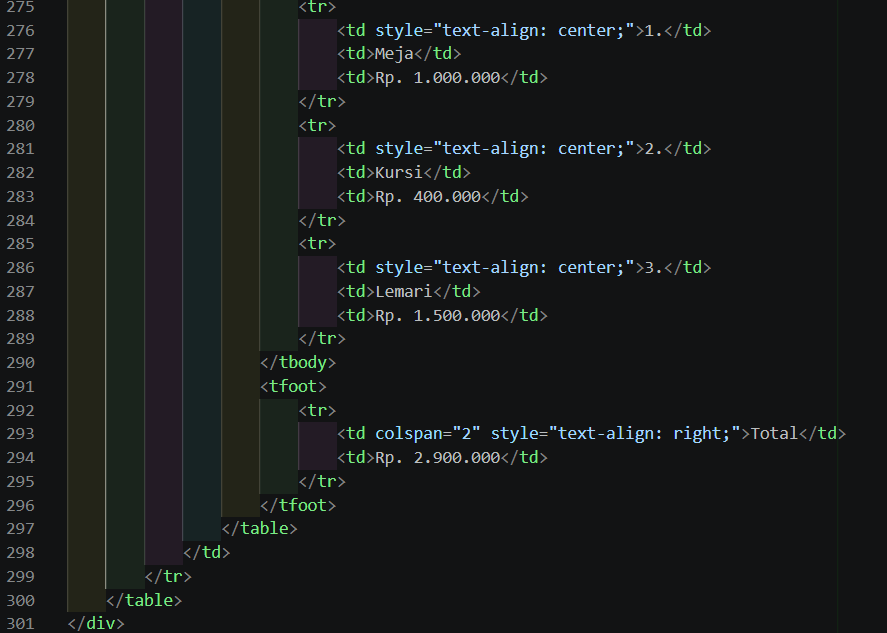 275 <tr>
276 <td style="text-align: center;">1.</td>
277 <td>Meja</td>
278 <td>Rp. 1.000.000</td>
279 </tr>
280 <tr>
281 <td style="text-align: center;">2.</td>
282 <td>Kursi</td>
283 <td>Rp. 400.000</td>
284 </tr>
285 <tr>
286 <td style="text-align: center;">3.</td>
287 <td>Lemari</td>
288 <td>Rp. 1.500.000</td>
289 </tr>
290 </tbody>
291 <tfoot>
292 <tr>
293 <td colspan="2" style="text-align: right;">Total</td>
294 <td>Rp. 2.900.000</td>
295 </tr>
296 </tfoot>
297 </table>
298 </td>
299 </tr>
300 </table>
301 </div>